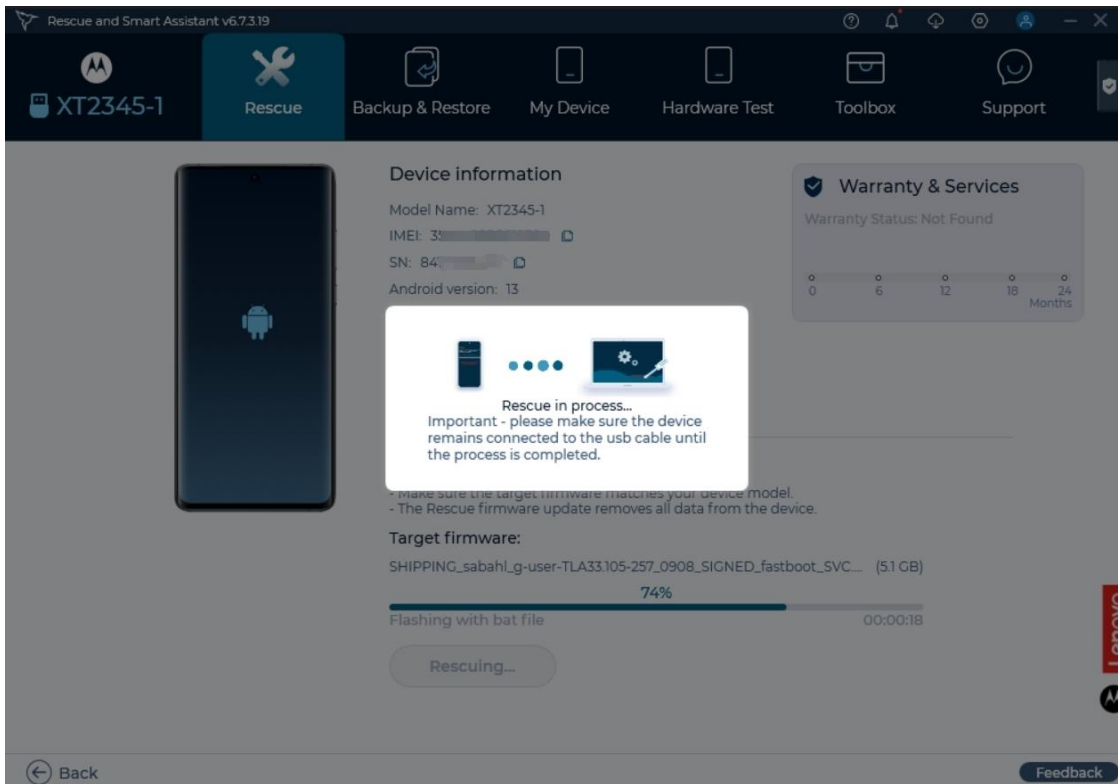 Rescue and Smart Assistant v6.7.3.19
XT2345-1
Rescue
Backup & Restore
My Device
Hardware Test
Toolbox
Support
Device information
Model Name: XT2345-1
IMEI:
SN:
Android version: 13
Warranty & Services
Warranty Status: Not Found
0 6 12 18 24
Months
Rescue in process...
Important - please make sure the device
remains connected to the usb cable until
the process is completed.
- Make sure the target firmware matches your device model.
- The Rescue firmware update removes all data from the device.
Target firmware:
SHIPPING_sabahl_g-user-TLA33.105-257_0908_SIGNED_fastboot_SVC.... (5.1 GB)
74%
Flashing with bat file 00:00:18
Rescuing...
Lenovo
Back
Feedback